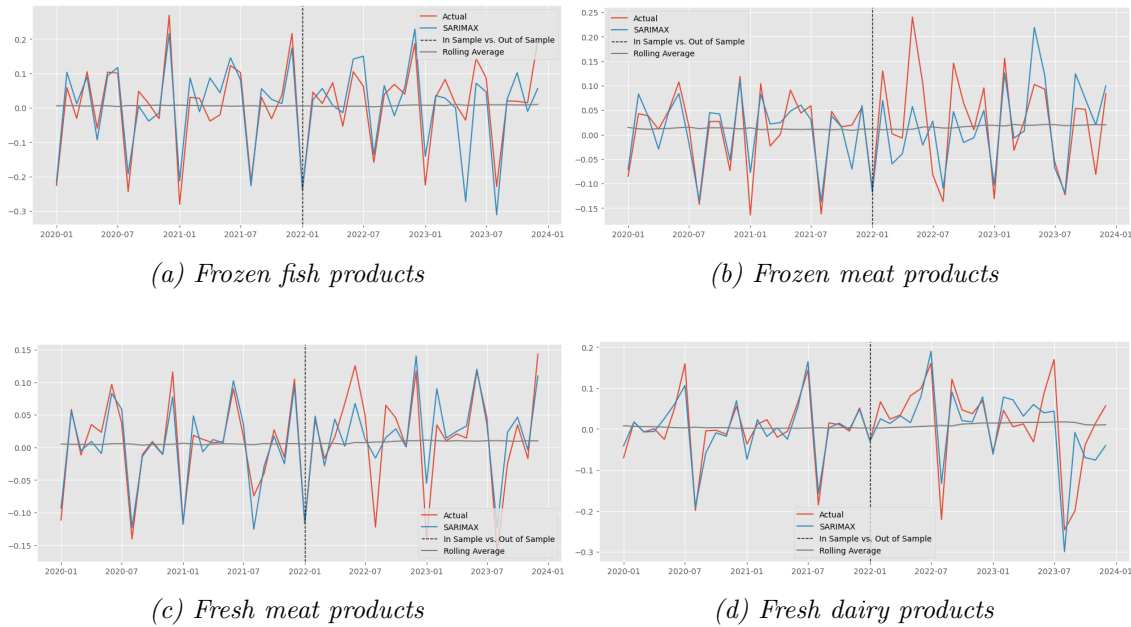 Actual
SARIMAX
In Sample vs. Out of Sample
Rolling Average
0.2
0.1
0.0
−0.1
−0.2
−0.3
2020-01 2020-07 2021-01 2021-07 2022-01 2022-07 2023-01 2023-07 2024-01
(a) Frozen fish products
Actual
SARIMAX
In Sample vs. Out of Sample
Rolling Average
0.25
0.20
0.15
0.10
0.05
0.00
−0.05
−0.10
−0.15
2020-01 2020-07 2021-01 2021-07 2022-01 2022-07 2023-01 2023-07 2024-01
(b) Frozen meat products
0.15
0.10
0.05
0.00
−0.05
−0.10
−0.15
Actual
SARIMAX
In Sample vs. Out of Sample
Rolling Average
2020-01 2020-07 2021-01 2021-07 2022-01 2022-07 2023-01 2023-07 2024-01
(c) Fresh meat products
0.2
0.1
0.0
−0.1
−0.2
−0.3
Actual
SARIMAX
In Sample vs. Out of Sample
Rolling Average
2020-01 2020-07 2021-01 2021-07 2022-01 2022-07 2023-01 2023-07 2024-01
(d) Fresh dairy products